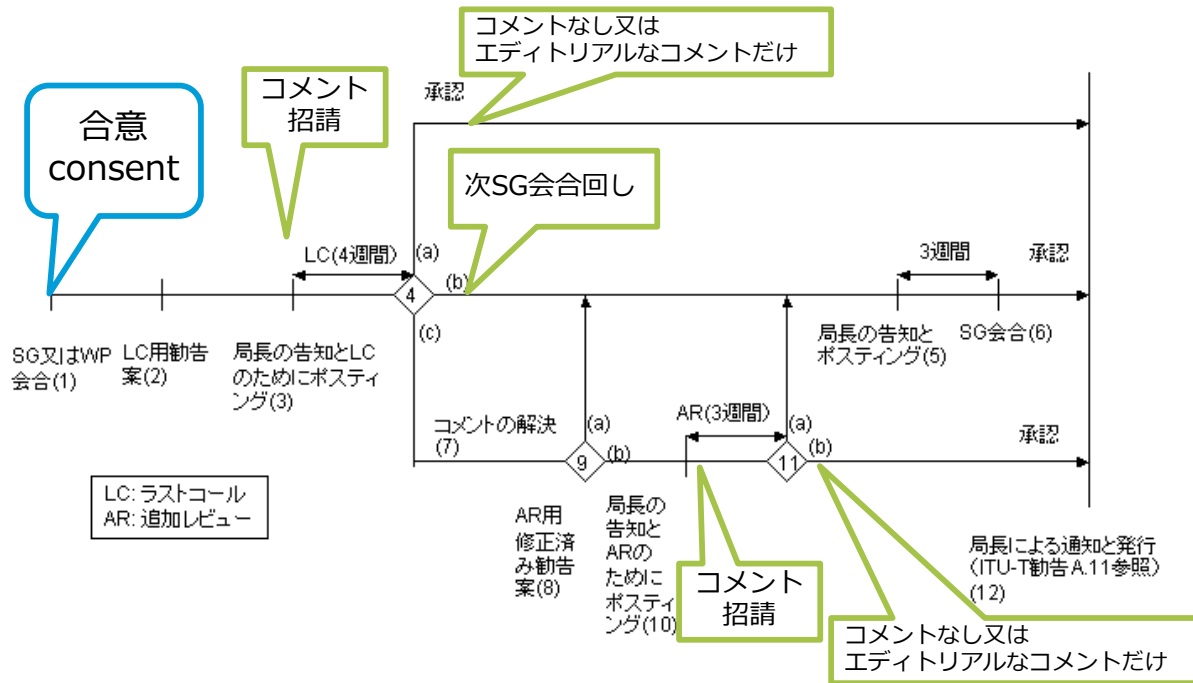 コメントなし又は
エディトリアルなコメントだけ
コメント
招請
承認
合意
consent
次SG会合回し
LC(4週間)
(a)
(b)
4
(c)
3週間
承認
SG又はWP
会合(1)
LC用勧告
案(2)
局長の告知とLC
のためにポスティ
ング(3)
局長の告知と
ポスティング(5)
SG会合(6)
コメントの解決
(7)
(a)
9
(b)
AR(3週間)
(a)
11
(b)
承認
LC: ラストコール
AR: 追加レビュー
AR用
修正済
み勧告
案(8)
局長の
告知と
ARの
ために
ポスティ
ング(10)
コメント
招請
局長による通知と発行
(ITU-T勧告A.11参照)
(12)
コメントなし又は
エディトリアルなコメントだけ